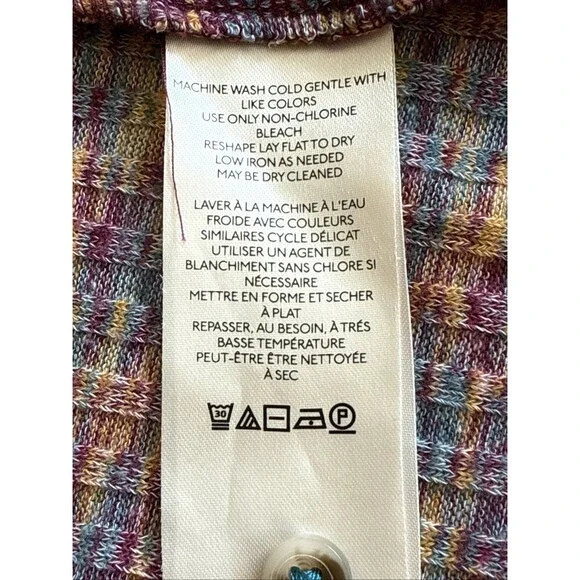 MACHINE WASH COLD GENTLE WITH
LIKE COLORS
USE ONLY NON-CHLORINE
BLEACH
RESHAPE LAY FLAT TO DRY
LOW IRON AS NEEDED
MAY BE DRY CLEANED
LAVER À LA MACHINE À L'EAU
FROIDE AVEC COULEURS
SIMILAIRES CYCLE DÉLICAT
UTILISER UN AGENT DE
BLANCHIMENT SANS CHLORE SI
NÉCESSAIRE
METTRE EN FORME ET SECHER
À PLAT
REPASSER, AU BESOIN, À TRÉS
BASSE TEMPÉRATURE
PEUT-ÊTRE ÊTRE NETTOYÉE
À SEC
30 P